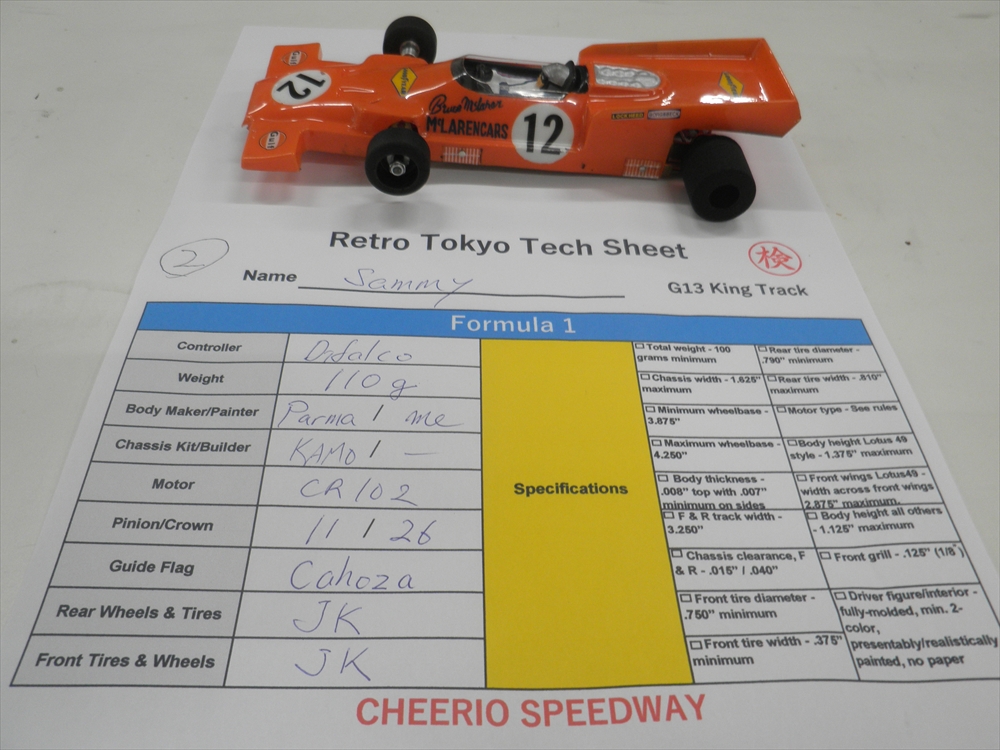 12
GOODYEAR
Gulf
Bruce McLaren
McLARENCARS
12
LOCKHEED
GOODYEAR
Retro Tokyo Tech Sheet
検
2
Name Sammy
G13 King Track
Formula 1
Controller Difalco
Weight 110g
Body Maker/Painter Parma / me
Chassis Kit/Builder KAMO / —
Motor CR102
Pinion/Crown 11 / 26
Guide Flag Cahoza
Rear Wheels & Tires JK
Front Tires & Wheels JK
Specifications
Total weight - 100
grams minimum
Chassis width - 1.625"
maximum
Minimum wheelbase -
3.875"
Maximum wheelbase -
4.250"
Body thickness -
.008" top with .007"
minimum on sides
F & R track width -
3.250"
Chassis clearance, F
& R - .015" / .040"
Front tire diameter -
.750" minimum
Front tire width - .375"
minimum
Rear tire diameter -
.790" minimum
Rear tire width - .810"
maximum
Motor type - See rules
Body height Lotus 49
style - 1.375" maximum
Front wings Lotus49 -
width across front wings
2.875" maximum.
Body height all others
- 1.125" maximum
Front grill - .125" (1/8")
Driver figure/interior -
fully-molded, min. 2-
color,
presentably/realistically
painted, no paper
CHEERIO SPEEDWAY